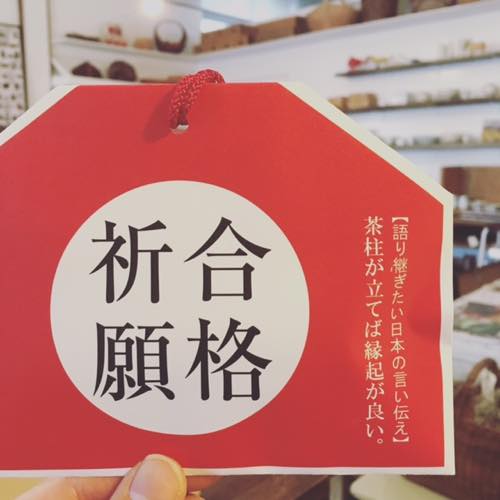 合格
祈願
【語り継ぎたい日本の言い伝え】
茶柱が立てば縁起が良い。